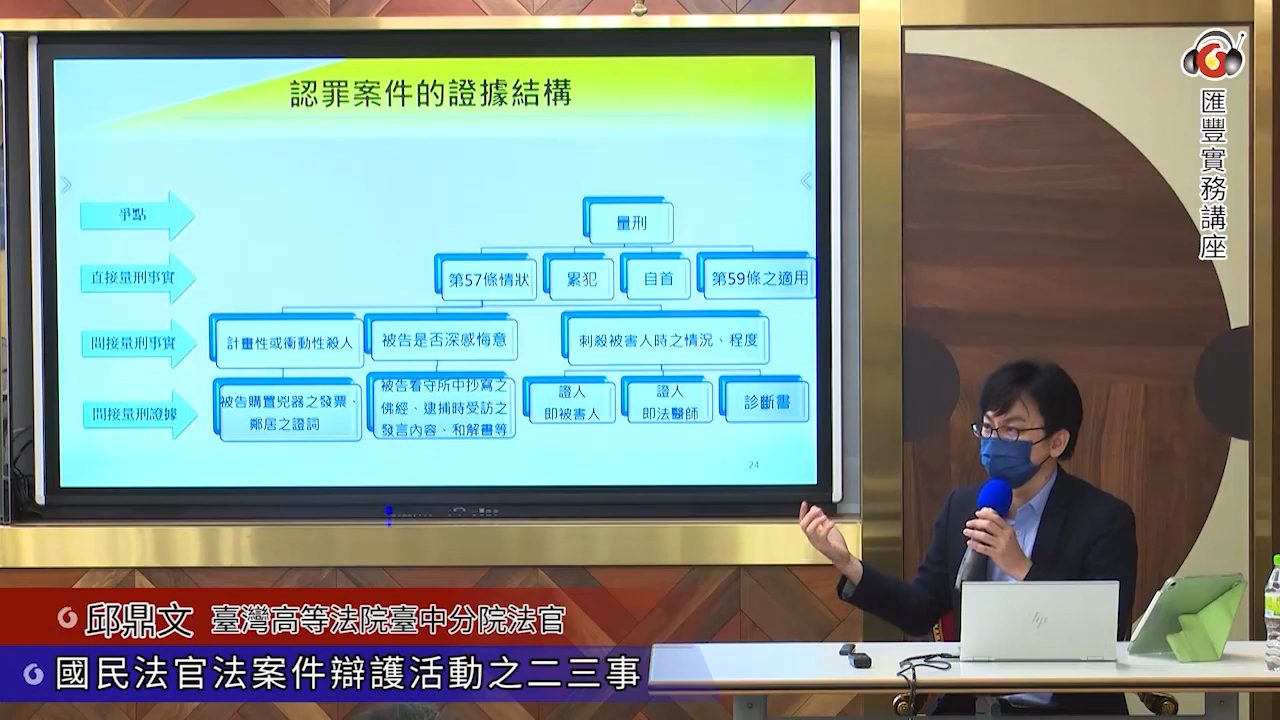 認罪案件的證據結構
爭點
量刑
直接量刑事實
第57條情狀
累犯
自首
第59條之適用
間接量刑事實
計畫性或衝動性殺人
被告是否深感悔意
刺殺被害人時之情況、程度
間接量刑證據
被告購置兇器之發票、
鄰居之證詞
被告看守所中抄寫之
佛經、逮捕時受訪之
發言內容、和解書等
證人
即被害人
證人
即法醫師
診斷書
24
匯豐實務講座
hp
邱鼎文 臺灣高等法院臺中分院法官
國民法官法案件辯護活動之二三事